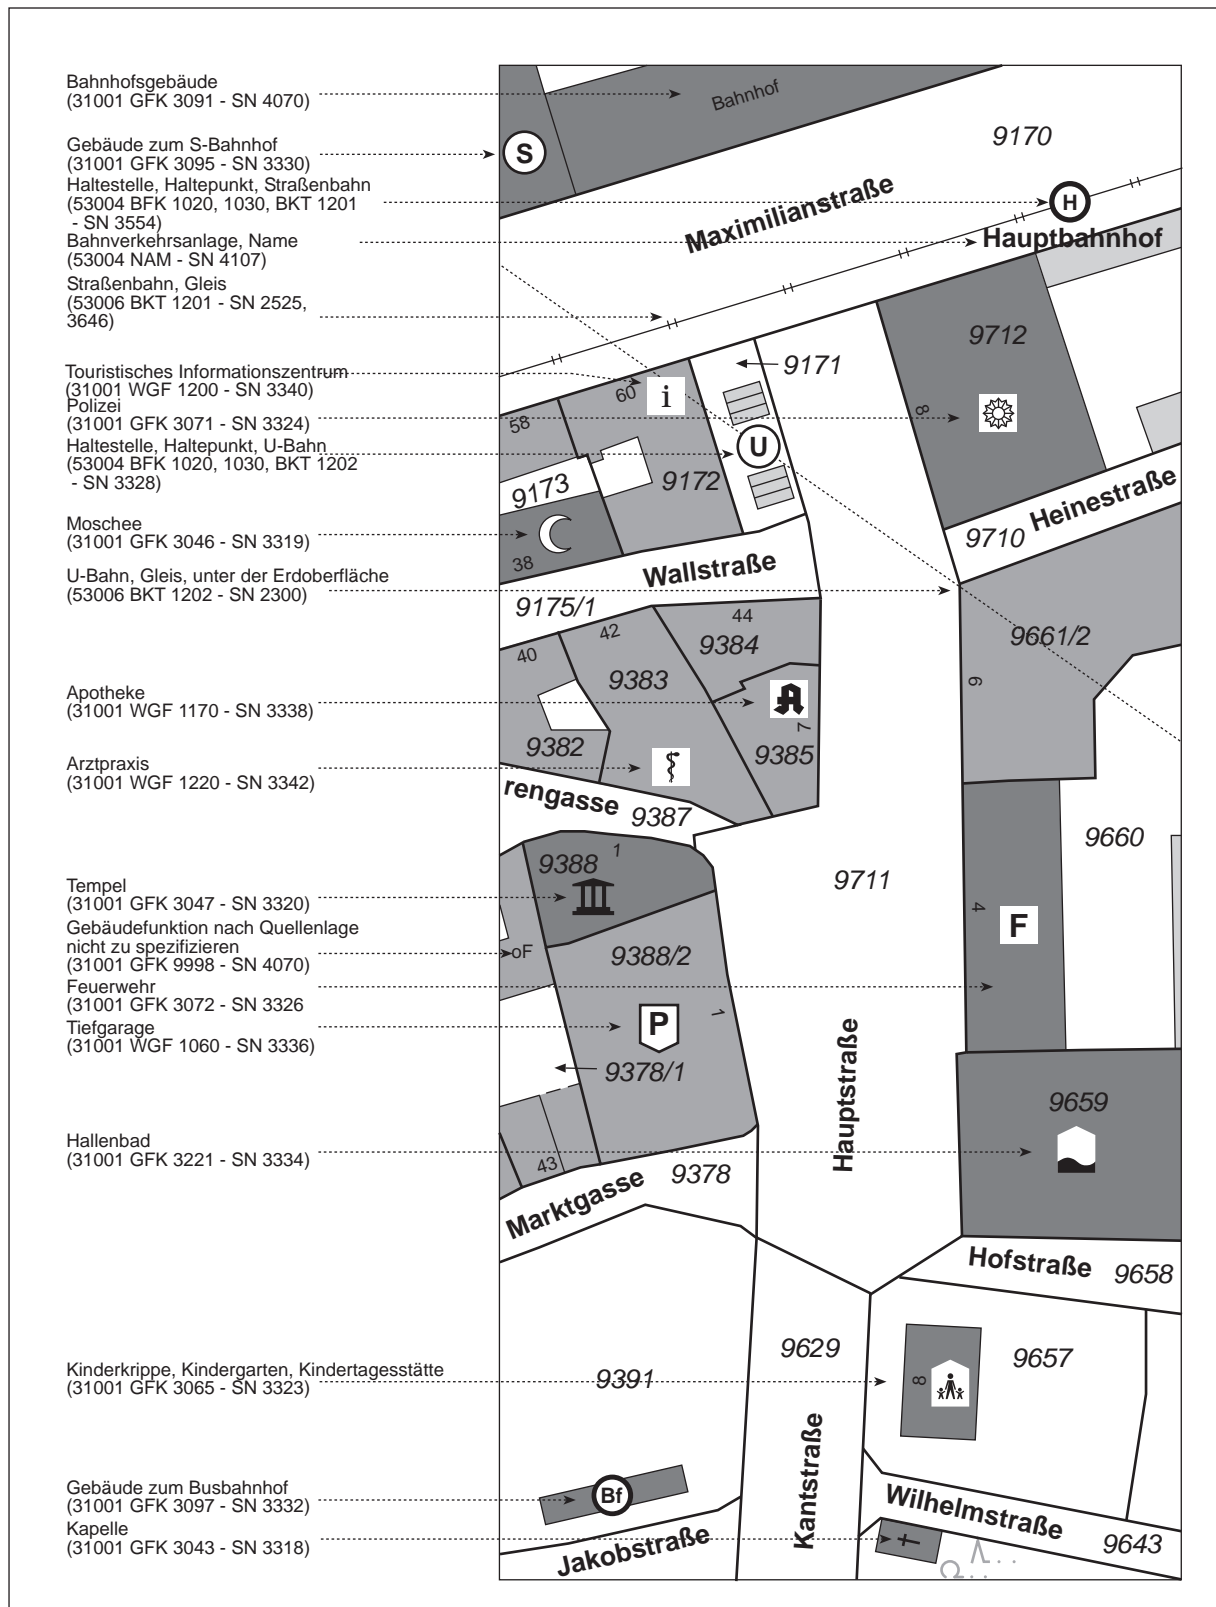 Bahnhofsgebäude
(31001 GFK 3091 - SN 4070)
Gebäude zum S-Bahnhof
(31001 GFK 3095 - SN 3330)
Haltestelle, Haltepunkt, Straßenbahn
(53004 BFK 1020, 1030, BKT 1201
- SN 3554)
Bahnverkehrsanlage, Name
(53004 NAM - SN 4107)
Straßenbahn, Gleis
(53006 BKT 1201 - SN 2525,
3646)
Touristisches Informationszentrum
(31001 WGF 1200 - SN 3340)
Polizei
(31001 GFK 3071 - SN 3324)
Haltestelle, Haltepunkt, U-Bahn
(53004 BFK 1020, 1030, BKT 1202
- SN 3328)
Moschee
(31001 GFK 3046 - SN 3319)
U-Bahn, Gleis, unter der Erdoberfläche
(53006 BKT 1202 - SN 2300)
Apotheke
(31001 WGF 1170 - SN 3338)
Arztpraxis
(31001 WGF 1220 - SN 3342)
Tempel
(31001 GFK 3047 - SN 3320)
Gebäudefunktion nach Quellenlage
nicht zu spezifizieren
(31001 GFK 9998 - SN 4070)
Feuerwehr
(31001 GFK 3072 - SN 3326
Tiefgarage
(31001 WGF 1060 - SN 3336)
Hallenbad
(31001 GFK 3221 - SN 3334)
Kinderkrippe, Kindergarten, Kindertagesstätte
(31001 GFK 3065 - SN 3323)
Gebäude zum Busbahnhof
(31001 GFK 3097 - SN 3332)
Kapelle
(31001 GFK 3043 - SN 3318)
Bahnhof
9170
S
H
Maximilianstraße
Hauptbahnhof
9712
9171
60
i
8
58
U
9173
9172
Heinestraße
9710
38
Wallstraße
9175/1
44
42
9384
9661/2
40
9383
6
A
7
9382
9385
rengasse
9387
9660
1
9388
9711
4
F
oF
9388/2
1
P
9378/1
Hauptstraße
9659
43
9378
Marktgasse
Hofstraße
9658
9629
9657
9391
8
Kantstraße
Bf
Wilhelmstraße
Jakobstraße
9643